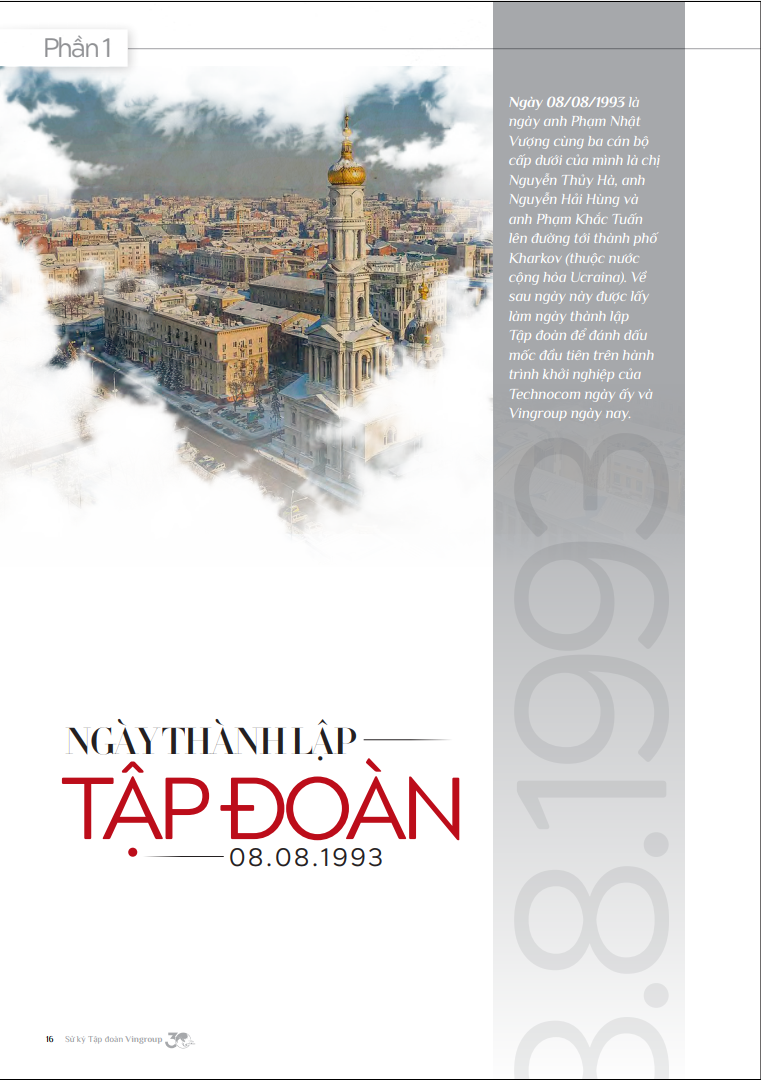 Phần 1
Ngày 08/08/1993 là
ngày anh Phạm Nhật
Vượng cùng ba cán bộ
cấp dưới của mình là chị
Nguyễn Thúy Hà, anh
Nguyễn Hải Hùng và
anh Phạm Khắc Tuấn
lên đường tới thành phố
Kharkov (thuộc nước
cộng hòa Ucraina). Về
sau ngày này được lấy
làm ngày thành lập
Tập đoàn để đánh dấu
mốc đầu tiên trên hành
trình khởi nghiệp của
Technocom ngày ấy và
Vingroup ngày nay.
8.8.1993
NGÀY THÀNH LẬP
TẬP ĐOÀN
08.08.1993
16 Sử ký Tập đoàn Vingroup 30